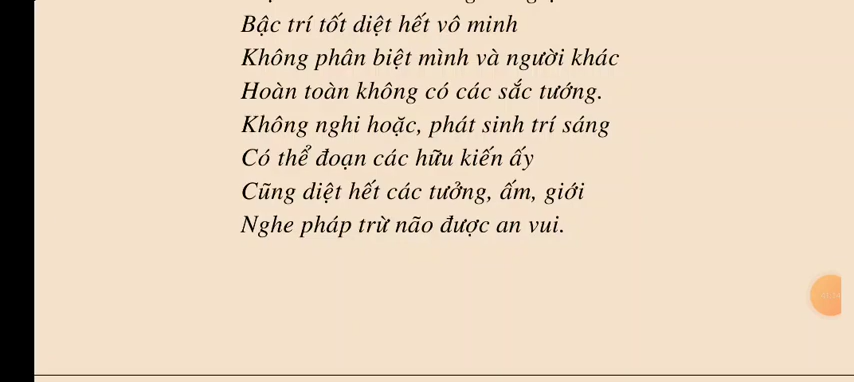 Bậc trí tốt diệt hết vô minh
Không phân biệt mình và người khác
Hoàn toàn không có các sắc tướng.
Không nghi hoặc, phát sinh trí sáng
Có thể đoạn các hữu kiến ấy
Cũng diệt hết các tưởng, ấm, giới
Nghe pháp trừ não được an vui.